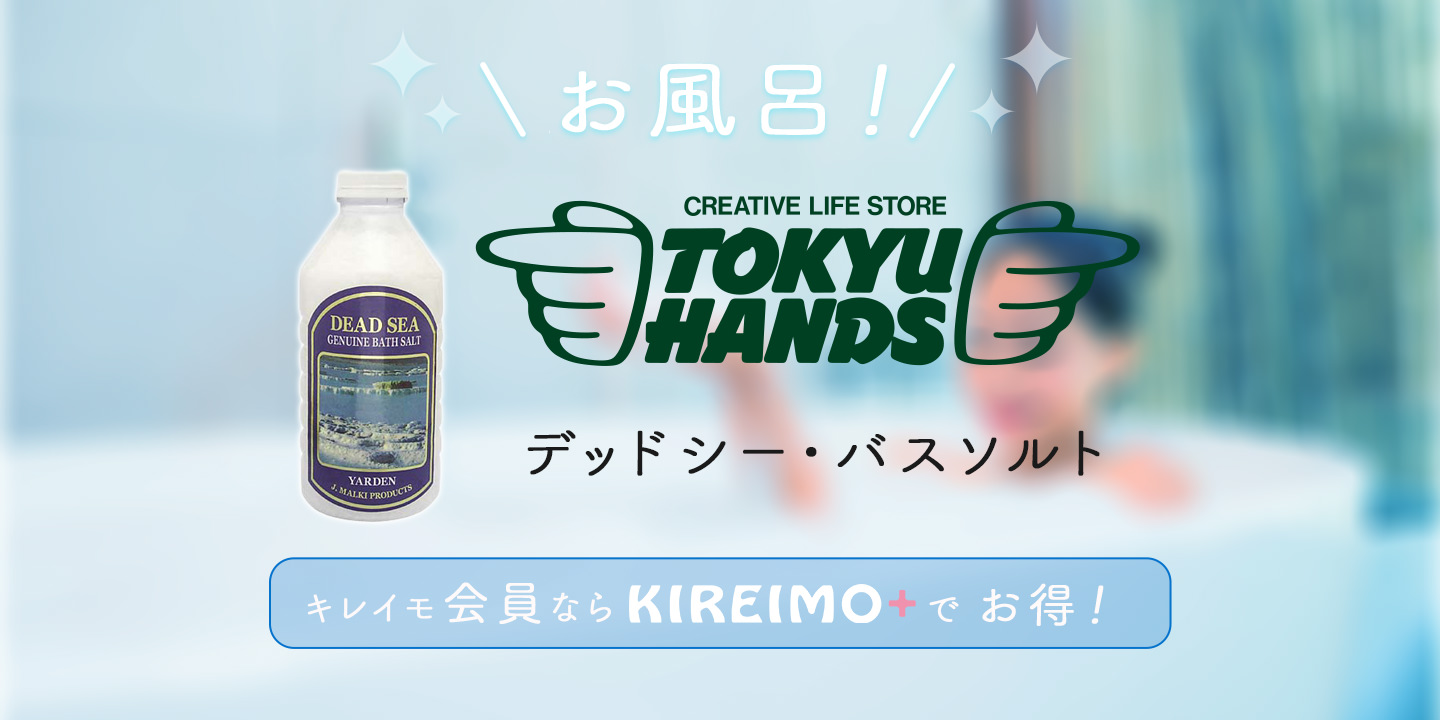 \お風呂!/
CREATIVE LIFE STORE
TOKYU
HANDS
DEAD SEA
GENUINE BATH SALT
YARDEN
J. MALKI PRODUCTS
デッドシー・バスソルト
キレイモ会員ならKIREIMO+でお得!